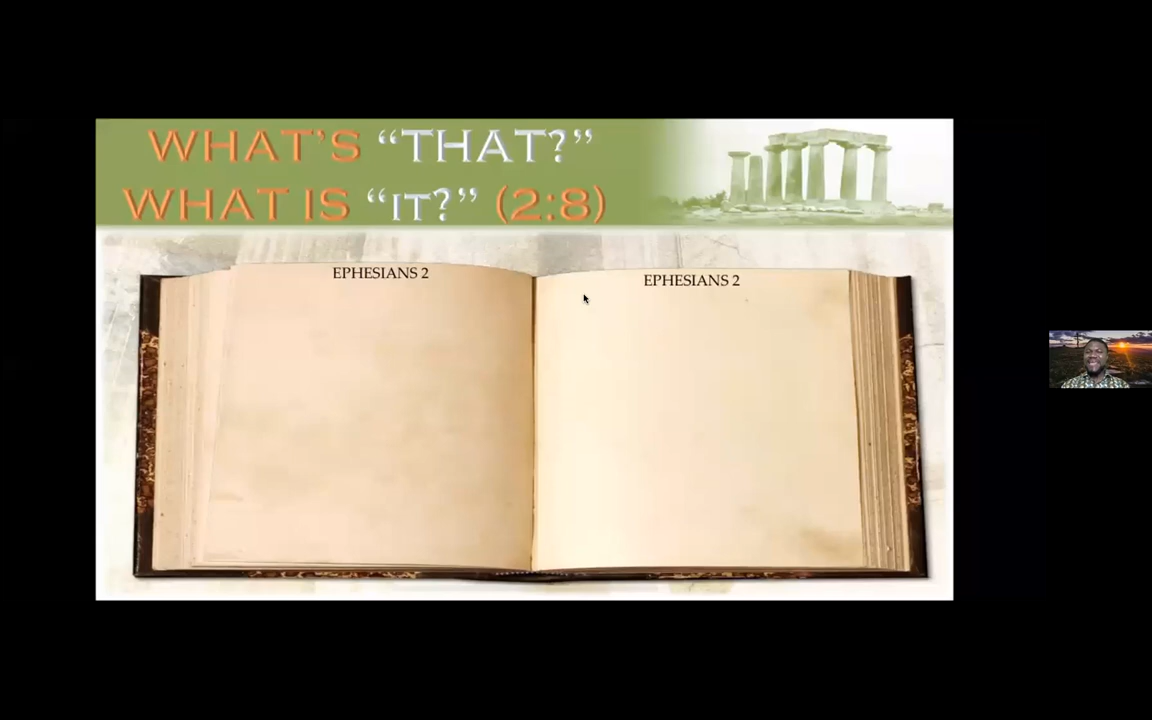 WHAT'S “THAT?”
WHAT IS “IT?” (2:8)
EPHESIANS 2
EPHESIANS 2